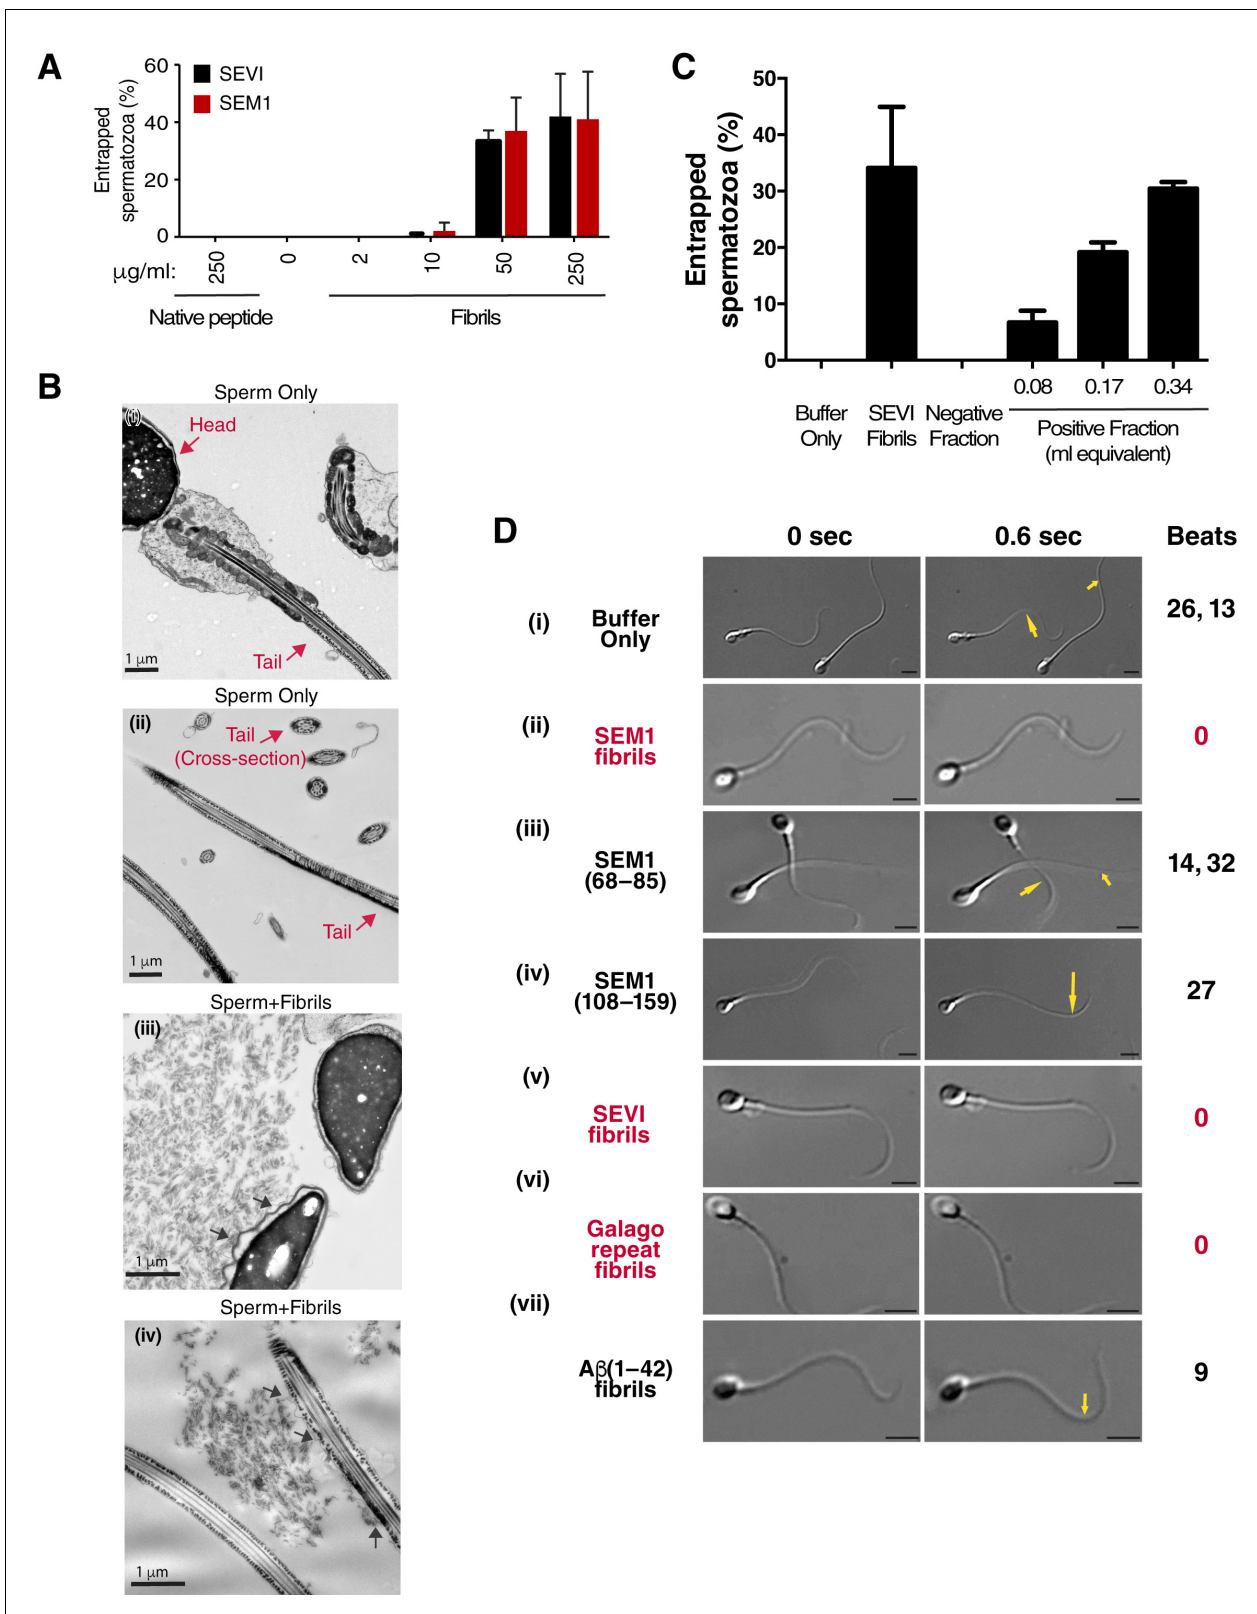 A
60
40
20
0
Entrapped
spermatozoa (%)
SEVI
SEM1
μg/ml:
250
0
2
10
50
250
Native peptide
Fibrils
C
50
40
30
20
10
0
Entrapped
spermatozoa (%)
0.08
0.17
0.34
Buffer
Only
SEVI
Fibrils
Negative
Fraction
Positive Fraction
(ml equivalent)
B
Sperm Only
(i)
Head
Tail
1 μm
Sperm Only
(ii)
Tail
(Cross-section)
Tail
1 μm
Sperm+Fibrils
(iii)
1 μm
Sperm+Fibrils
(iv)
1 μm
D
0 sec
0.6 sec
Beats
(i)
Buffer
Only
26, 13
(ii)
SEM1
fibrils
0
(iii)
SEM1
(68–85)
14, 32
(iv)
SEM1
(108–159)
27
(v)
SEVI
fibrils
0
(vi)
Galago
repeat
fibrils
0
(vii)
Aβ(1–42)
fibrils
9